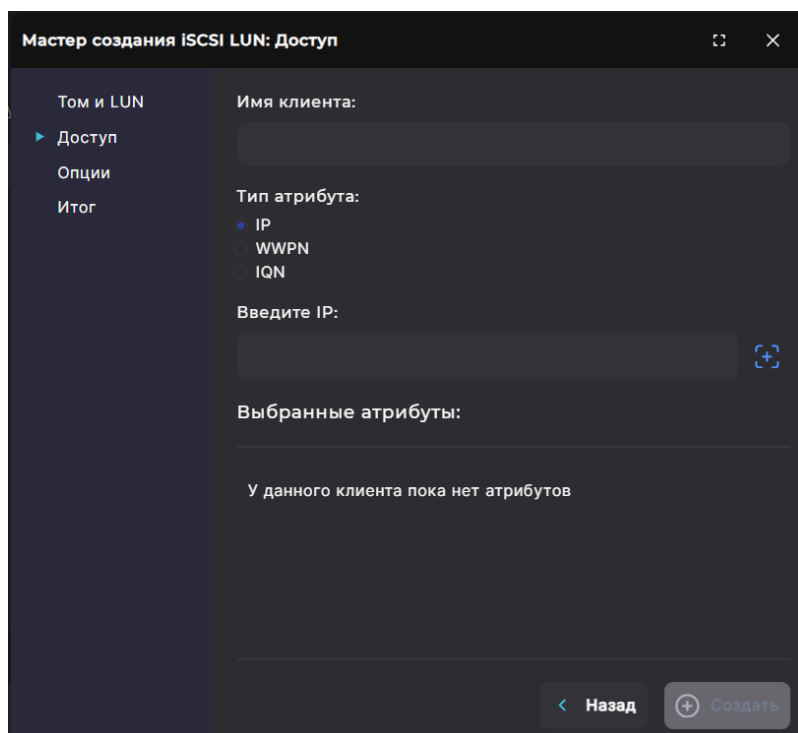 Мастер создания iSCSI LUN: Доступ
Том и LUN
Доступ
Опции
Итог
Имя клиента:
Тип атрибута:
IP
WWPN
IQN
Введите IP:
Выбранные атрибуты:
У данного клиента пока нет атрибутов
Назад
Создать